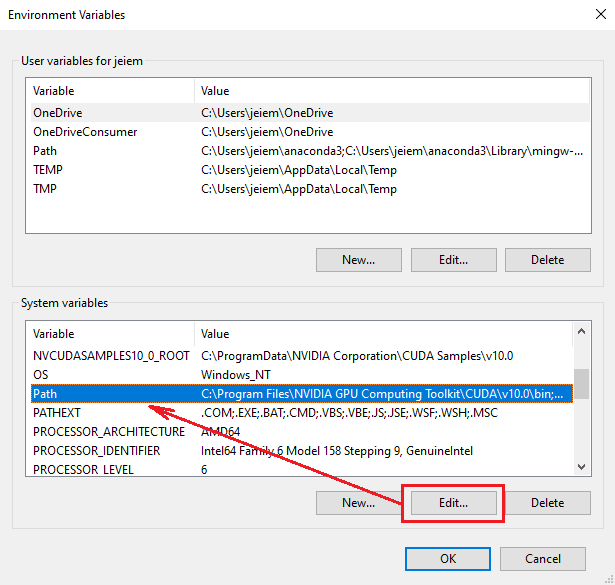 Environment Variables
User variables for jeiem
Variable Value
OneDrive C:\Users\jeiem\OneDrive
OneDriveConsumer C:\Users\jeiem\OneDrive
Path C:\Users\jeiem\anaconda3;C:\Users\jeiem\anaconda3\Library\mingw-...
TEMP C:\Users\jeiem\AppData\Local\Temp
TMP C:\Users\jeiem\AppData\Local\Temp
New... Edit... Delete
System variables
Variable Value
NVCUDASAMPLES10_0_ROOT C:\ProgramData\NVIDIA Corporation\CUDA Samples\v10.0
OS Windows_NT
Path C:\Program Files\NVIDIA GPU Computing Toolkit\CUDA\v10.0\bin;...
PATHEXT .COM;.EXE;.BAT;.CMD;.VBS;.VBE;.JS;.JSE;.WSF;.WSH;.MSC
PROCESSOR_ARCHITECTURE AMD64
PROCESSOR_IDENTIFIER Intel64 Family 6 Model 158 Stepping 9, GenuineIntel
PROCESSOR_LEVEL 6
New... Edit... Delete
OK Cancel